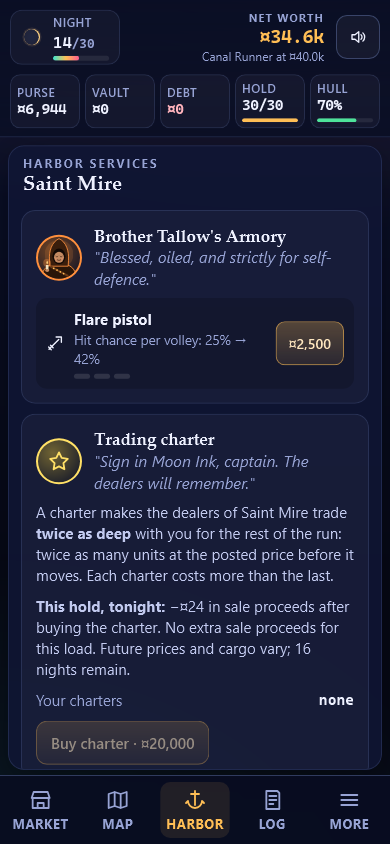 NIGHT
14/30
NET WORTH
¤34.6k
Canal Runner at ¤40.0k
PURSE
¤6,944
VAULT
¤0
DEBT
¤0
HOLD
30/30
HULL
70%
HARBOR SERVICES
Saint Mire
Brother Tallow's Armory
"Blessed, oiled, and strictly for self-
defence."
Flare pistol
Hit chance per volley: 25% →
42%
¤2,500
Trading charter
"Sign in Moon Ink, captain. The
dealers will remember."
A charter makes the dealers of Saint Mire trade
twice as deep with you for the rest of the run:
twice as many units at the posted price before it
moves. Each charter costs more than the last.
This hold, tonight: −¤24 in sale proceeds after
buying the charter. No extra sale proceeds for
this load. Future prices and cargo vary; 16
nights remain.
Your charters
none
Buy charter · ¤20,000
MARKET
MAP
HARBOR
LOG
MORE